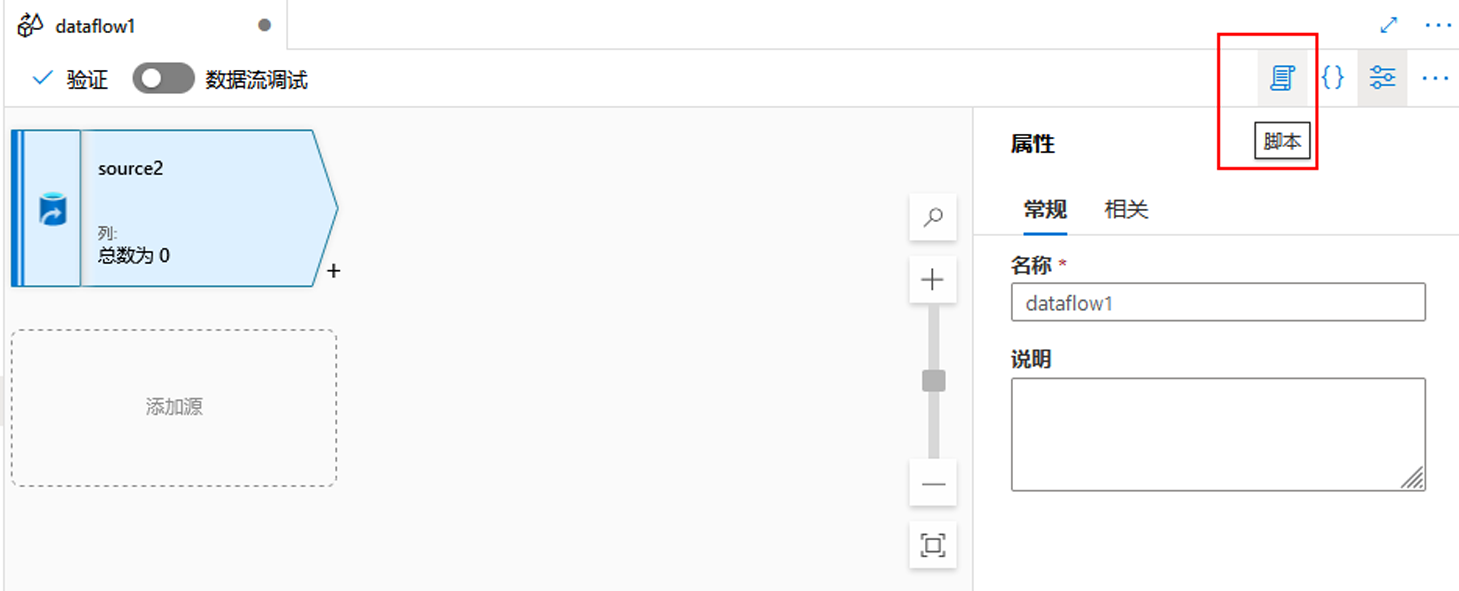 dataflow1
验证
数据流调试
{}
脚本
source2
列:
总数为 0
+
添加源
属性
常规
相关
名称 *
dataflow1
说明